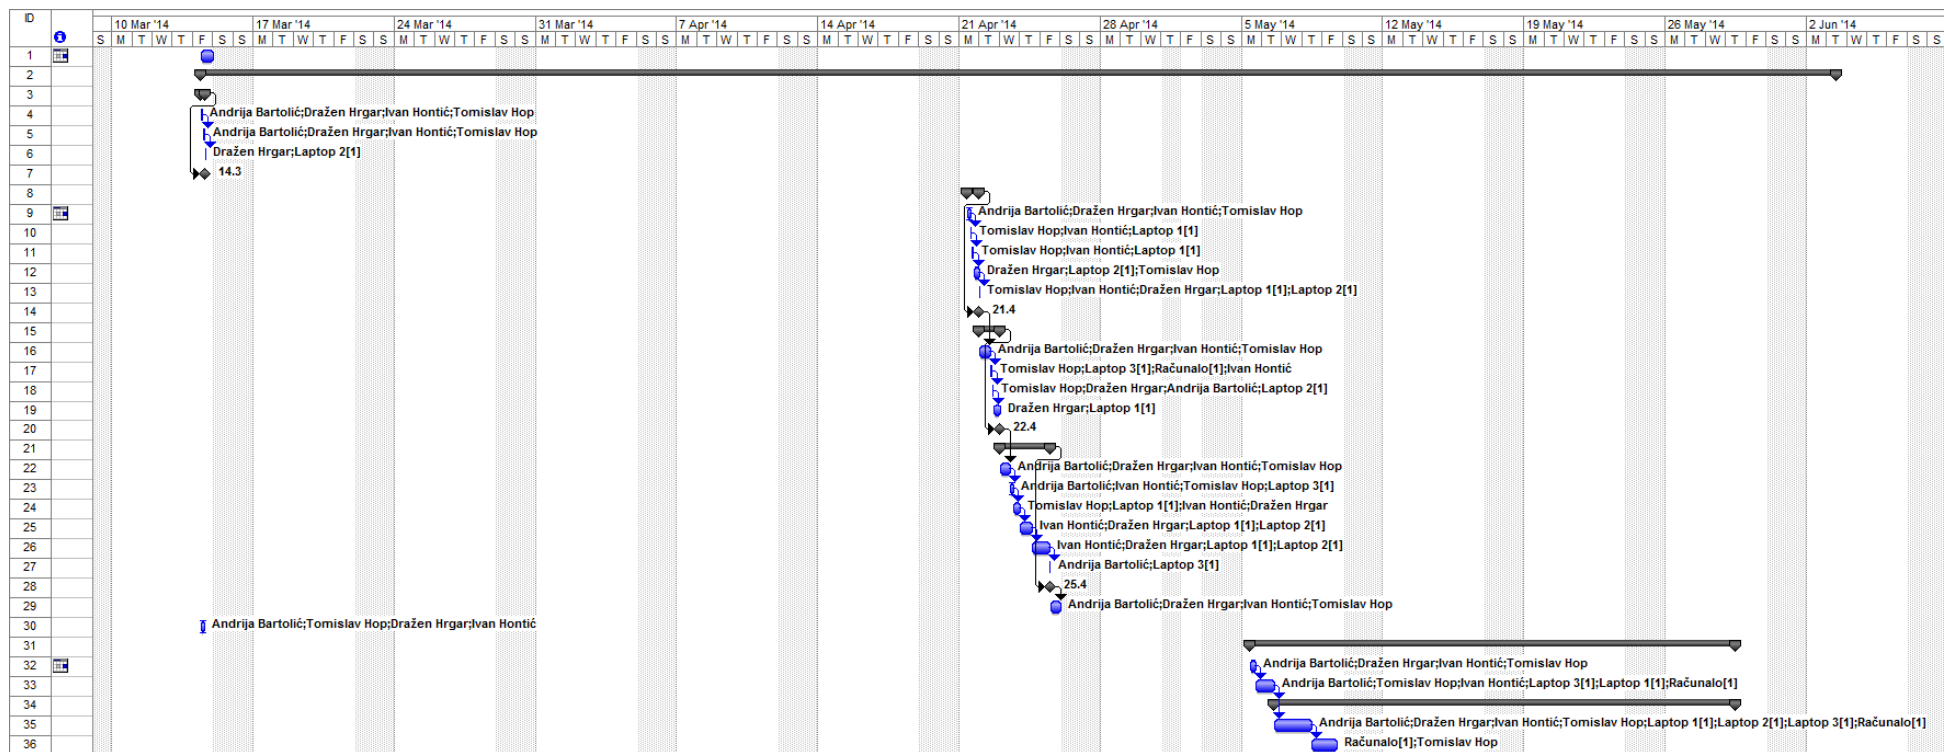 ID
10 Mar '14 17 Mar '14 24 Mar '14 31 Mar '14 7 Apr '14 14 Apr '14 21 Apr '14 28 Apr '14 5 May '14 12 May '14 19 May '14 26 May '14 2 Jun '14
S M T W T F S S M T W T F S S M T W T F S S M T W T F S S M T W T F S S M T W T F S S M T W T F S S M T W T F S S M T W T F S S M T W T F S S M T W T F S S M T W T F S S M T W T F S S
1
2
3
4 Andrija Bartolić;Dražen Hrgar;Ivan Hontić;Tomislav Hop
5 Andrija Bartolić;Dražen Hrgar;Ivan Hontić;Tomislav Hop
6 Dražen Hrgar;Laptop 2[1]
7 14.3
8
9 Andrija Bartolić;Dražen Hrgar;Ivan Hontić;Tomislav Hop
10 Tomislav Hop;Ivan Hontić;Laptop 1[1]
11 Tomislav Hop;Ivan Hontić;Laptop 1[1]
12 Dražen Hrgar;Laptop 2[1];Tomislav Hop
13 Tomislav Hop;Ivan Hontić;Dražen Hrgar;Laptop 1[1];Laptop 2[1]
14 21.4
15
16 Andrija Bartolić;Dražen Hrgar;Ivan Hontić;Tomislav Hop
17 Tomislav Hop;Laptop 3[1];Računalo[1];Ivan Hontić
18 Tomislav Hop;Dražen Hrgar;Andrija Bartolić;Laptop 2[1]
19 Dražen Hrgar;Laptop 1[1]
20 22.4
21
22 Andrija Bartolić;Dražen Hrgar;Ivan Hontić;Tomislav Hop
23 Andrija Bartolić;Ivan Hontić;Tomislav Hop;Laptop 3[1]
24 Tomislav Hop;Laptop 1[1];Ivan Hontić;Dražen Hrgar
25 Ivan Hontić;Dražen Hrgar;Laptop 1[1];Laptop 2[1]
26 Ivan Hontić;Dražen Hrgar;Laptop 1[1];Laptop 2[1]
27 Andrija Bartolić;Laptop 3[1]
28 25.4
29 Andrija Bartolić;Dražen Hrgar;Ivan Hontić;Tomislav Hop
30 Andrija Bartolić;Tomislav Hop;Dražen Hrgar;Ivan Hontić
31
32 Andrija Bartolić;Dražen Hrgar;Ivan Hontić;Tomislav Hop
33 Andrija Bartolić;Tomislav Hop;Ivan Hontić;Laptop 3[1];Laptop 1[1];Računalo[1]
34
35 Andrija Bartolić;Dražen Hrgar;Ivan Hontić;Tomislav Hop;Laptop 1[1];Laptop 2[1];Laptop 3[1];Računalo[1]
36 Računalo[1];Tomislav Hop